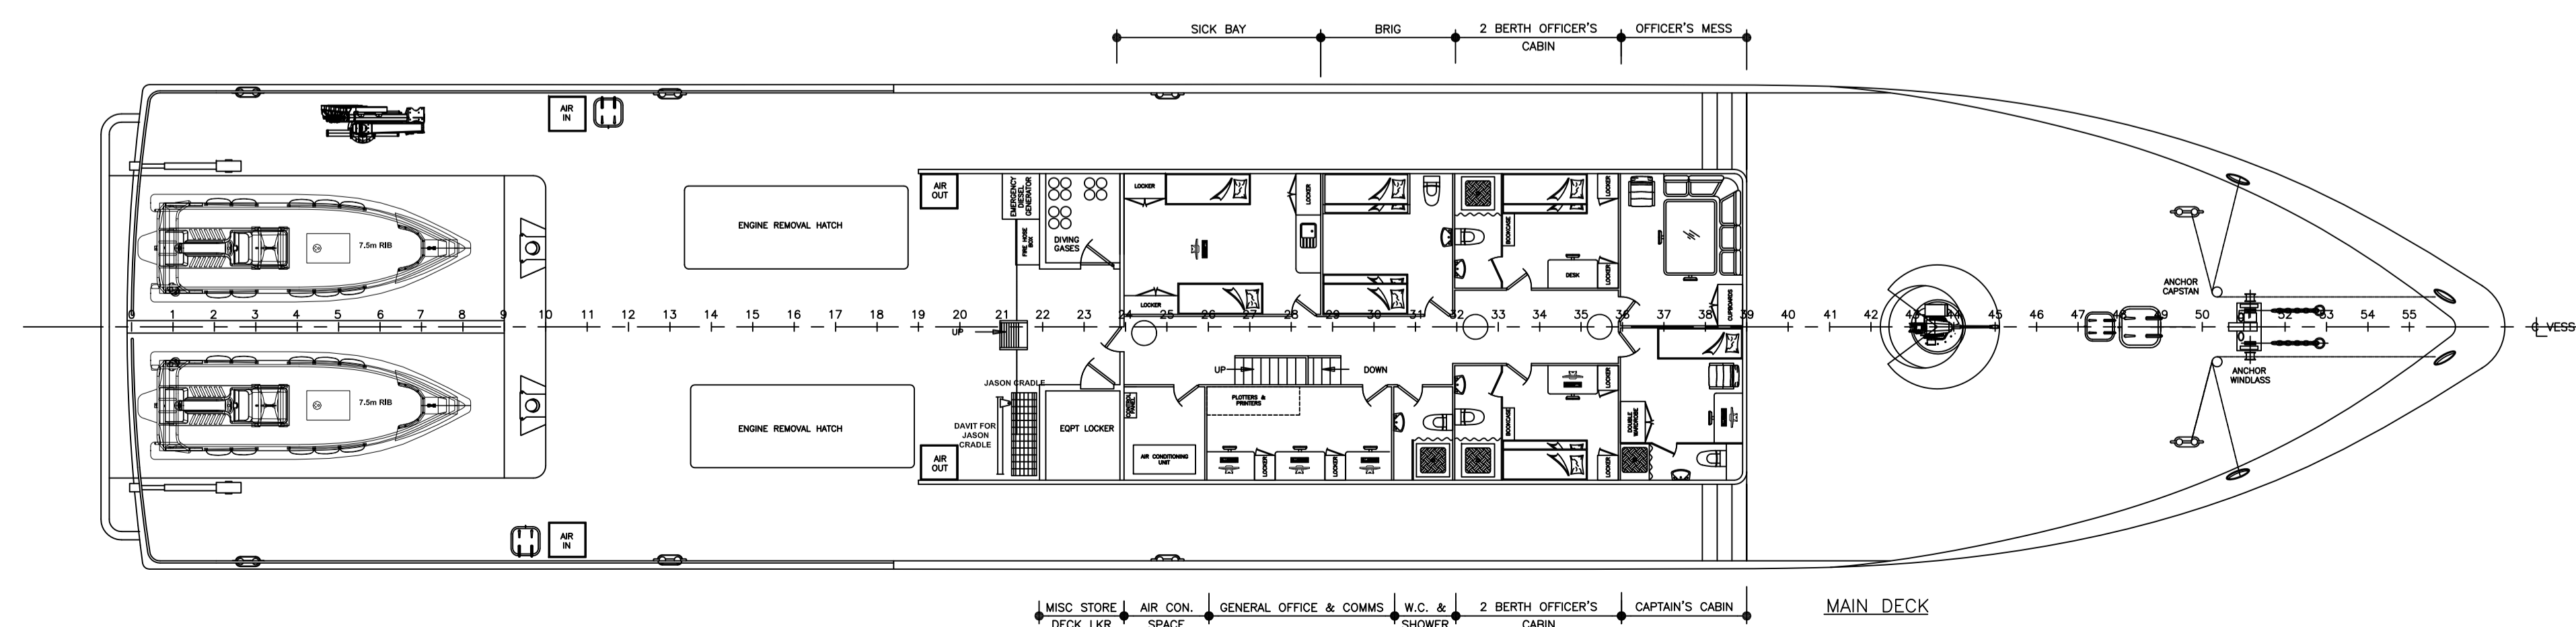 SICK BAY
BRIG
2 BERTH OFFICER'S
CABIN
OFFICER'S MESS
AIR
IN
AIR
OUT
EMERGENCY
DIESEL
GENERATOR
FIRE HOSE
BOX
DIVING
GASES
LOCKER
LOCKER
LOCKER
BOOKCASE
LOCKER
DESK
LOCKER
CUPBOARDS
ENGINE REMOVAL HATCH
7.5m RIB
ANCHOR
CAPSTAN
0 1 2 3 4 5 6 7 8 9 10 11 12 13 14 15 16 17 18 19 20 21 22 23 24 25 26 27 28 29 30 31 32 33 34 35 36 37 38 39 40 41 42 43 44 45 46 47 49 50 52 53 54 55
UP
℄ VESS
UP
DOWN
ANCHOR
WINDLASS
JASON CRADLE
DAVIT FOR
JASON
CRADLE
7.5m RIB
ENGINE REMOVAL HATCH
AIR
OUT
EQPT LOCKER
CONTROL
PANEL
AIR CONDITIONING
UNIT
PLOTTERS &
PRINTERS
LOCKER
LOCKER
BOOKCASE
LOCKER
LOCKER
DOUBLE
WARDROBE
AIR
IN
MISC STORE
DECK LKR
AIR CON.
SPACE
GENERAL OFFICE & COMMS
W.C. &
SHOWER
2 BERTH OFFICER'S
CABIN
CAPTAIN'S CABIN
MAIN DECK